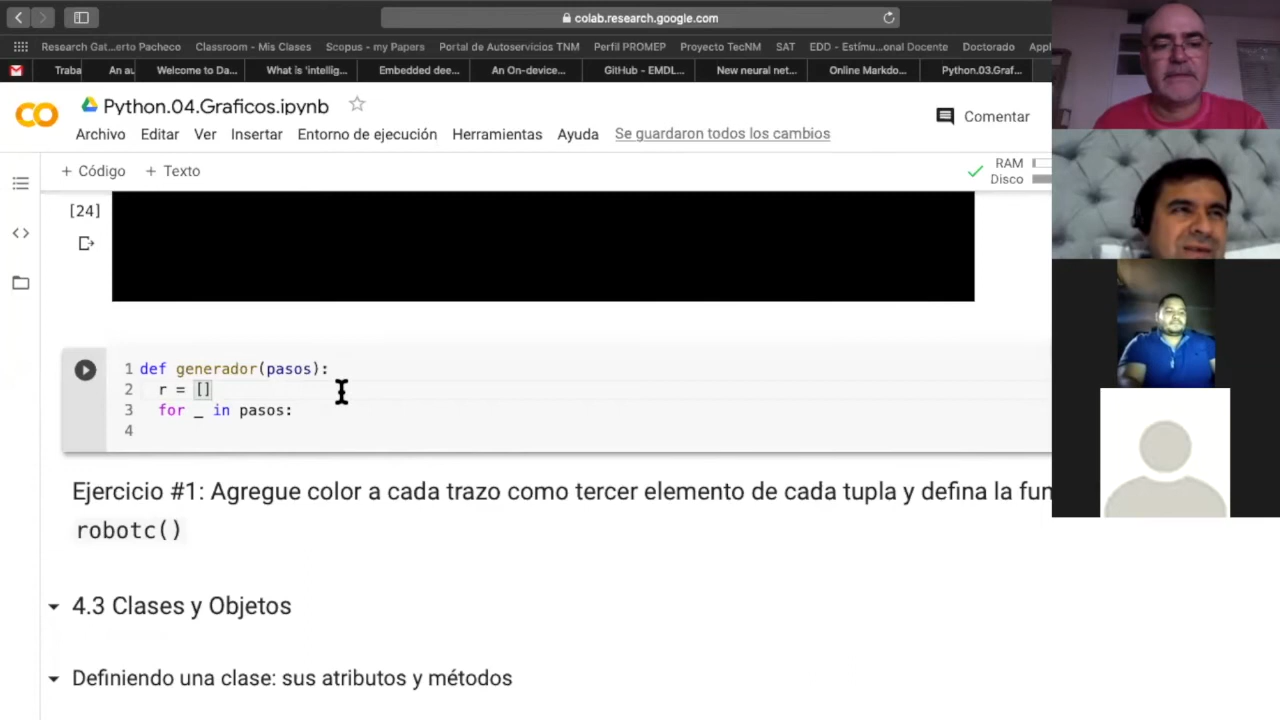 colab.research.google.com
Research Gat...erto Pacheco Classroom - Mis Clases Scopus - my Papers Portal de Autoservicios TNM Perfil PROMEP Proyecto TecNM SAT EDD - Estímu...onal Docente Doctorado Appl
Traba An au Welcome to Da... What is 'intellig... Embedded dee... An On-device... GitHub - EMDL... New neural net... Online Markdo... Python.03.Graf...
Python.04.Graficos.ipynb
Comentar
Archivo Editar Ver Insertar Entorno de ejecución Herramientas Ayuda Se guardaron todos los cambios
+ Código + Texto
RAM
Disco
[24]
1 def generador(pasos):
2 r = []
3 for _ in pasos:
4
Ejercicio #1: Agregue color a cada trazo como tercer elemento de cada tupla y defina la fun
robotc()
4.3 Clases y Objetos
Definiendo una clase: sus atributos y métodos